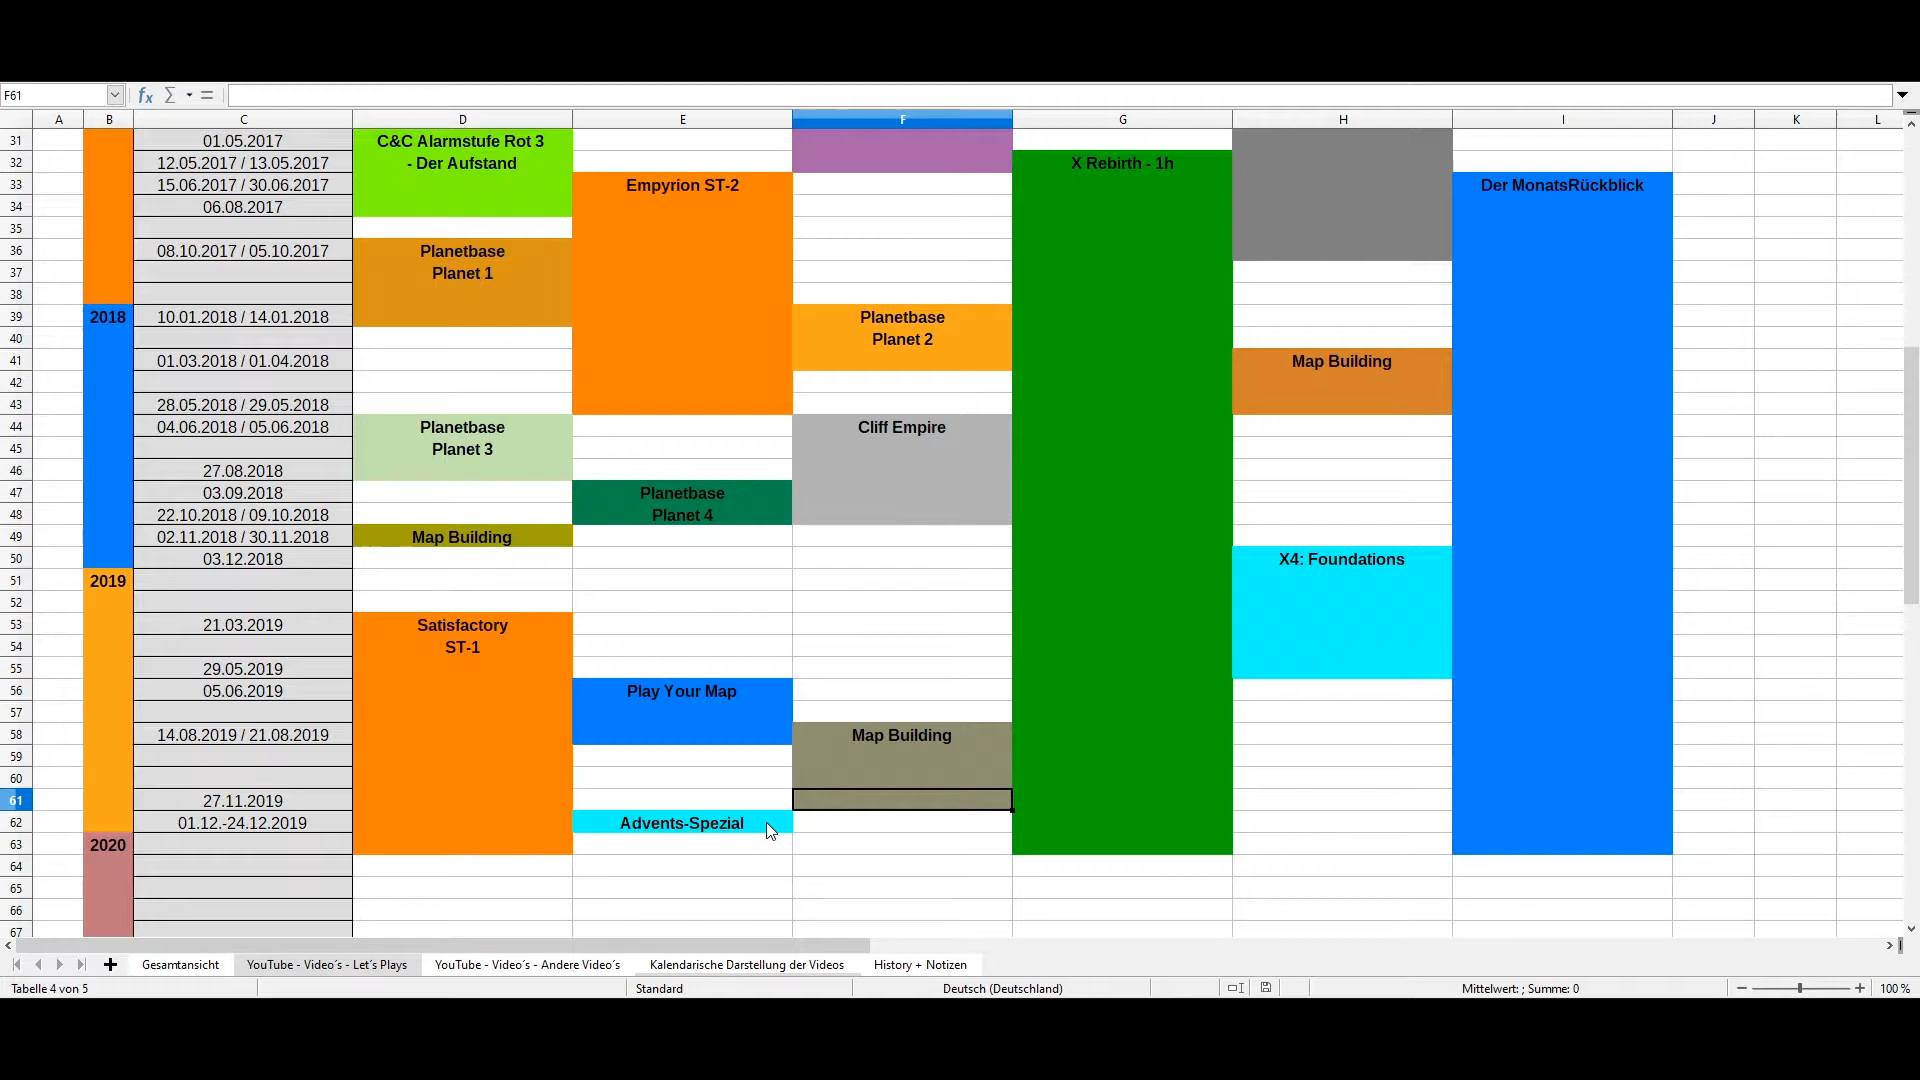 F61
fx Σ =
A B C D E F G H I J K L
31 01.05.2017 C&C Alarmstufe Rot 3
32 12.05.2017 / 13.05.2017 - Der Aufstand X Rebirth - 1h
33 15.06.2017 / 30.06.2017 Empyrion ST-2 Der MonatsRückblick
34 06.08.2017
35
36 08.10.2017 / 05.10.2017 Planetbase
37 Planet 1
38
39 2018 10.01.2018 / 14.01.2018 Planetbase
40 Planet 2
41 01.03.2018 / 01.04.2018 Map Building
42
43 28.05.2018 / 29.05.2018
44 04.06.2018 / 05.06.2018 Planetbase Cliff Empire
45 Planet 3
46 27.08.2018
47 03.09.2018 Planetbase
48 22.10.2018 / 09.10.2018 Planet 4
49 02.11.2018 / 30.11.2018 Map Building
50 03.12.2018 X4: Foundations
51 2019
52
53 21.03.2019 Satisfactory
54 ST-1
55 29.05.2019
56 05.06.2019 Play Your Map
57
58 14.08.2019 / 21.08.2019 Map Building
59
60
61 27.11.2019
62 01.12.-24.12.2019 Advents-Spezial
63 2020
64
65
66
67
Gesamtansicht YouTube - Video´s - Let´s Plays YouTube - Video´s - Andere Video´s Kalendarische Darstellung der Videos History + Notizen
Tabelle 4 von 5 Standard Deutsch (Deutschland) Mittelwert: ; Summe: 0 100 %